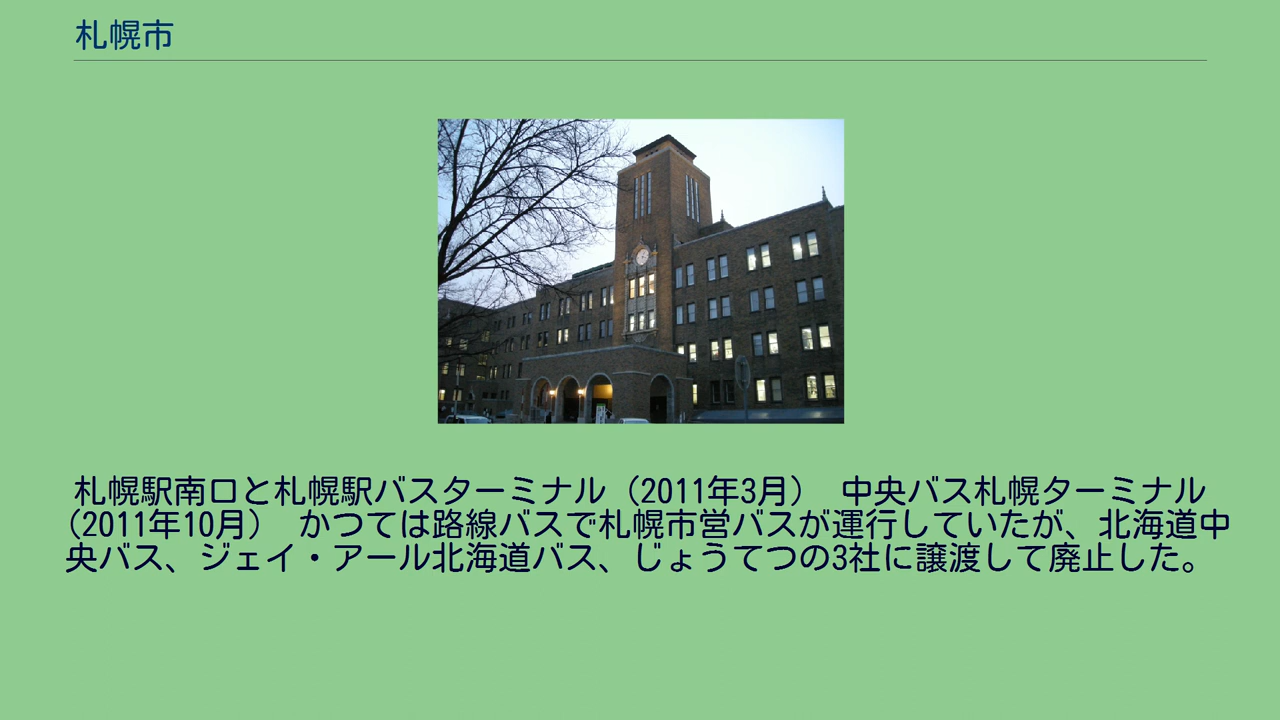 札幌市
札幌駅南口と札幌駅バスターミナル（2011年3月） 中央バス札幌ターミナル
（2011年10月） かつては路線バスで札幌市営バスが運行していたが、北海道中
央バス、ジェイ・アール北海道バス、じょうてつの3社に譲渡して廃止した。